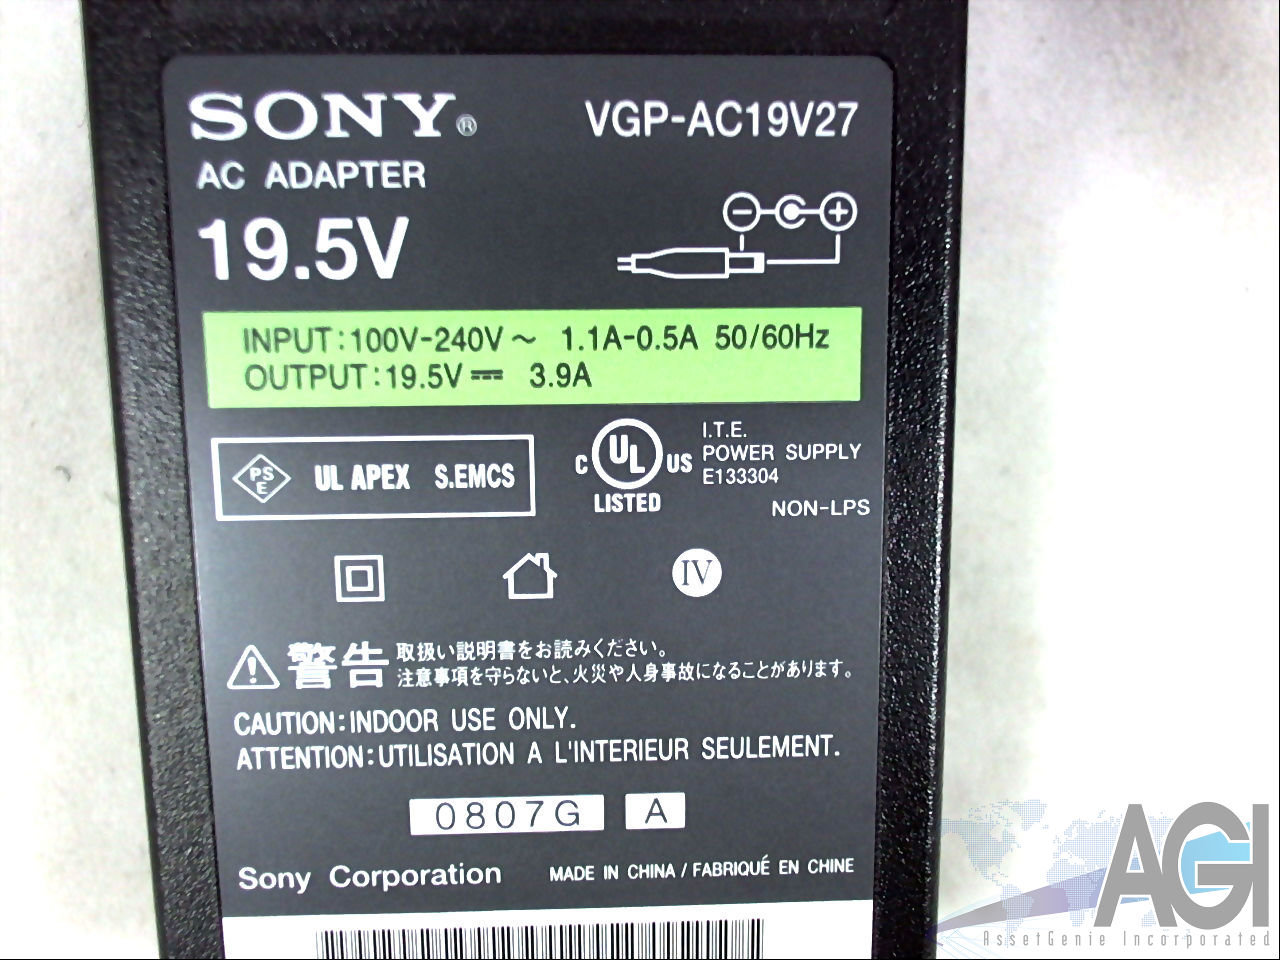 SONY®
VGP-AC19V27
AC ADAPTER
19.5V
INPUT:100V-240V～ 1.1A-0.5A 50/60Hz
OUTPUT:19.5V⎓ 3.9A
PS
E
UL APEX S.EMCS
C UL US
LISTED
I.T.E.
POWER SUPPLY
E133304
NON-LPS
IV
警告
取扱い説明書をお読みください。
注意事項を守らないと、火災や人身事故になることがあります。
CAUTION:INDOOR USE ONLY.
ATTENTION:UTILISATION A L'INTERIEUR SEULEMENT.
0807G A
Sony Corporation
MADE IN CHINA / FABRIQUÉ EN CHINE
AGI
AssetGenie Incorporated